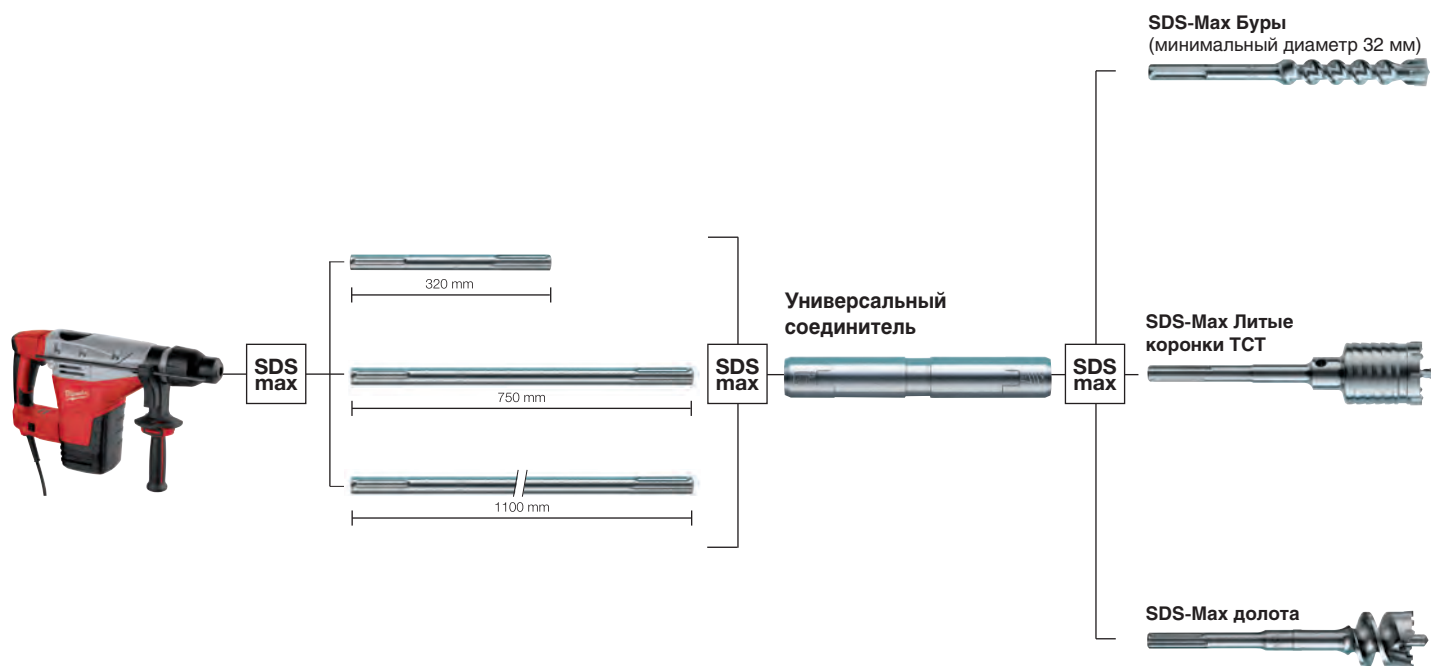 SDS-Max Буры
(минимальный диаметр 32 мм)
320 mm
Универсальный
соединитель
SDS-Max Литые
коронки ТСТ
SDS
max
SDS
max
SDS
max
750 mm
1100 mm
SDS-Max долота